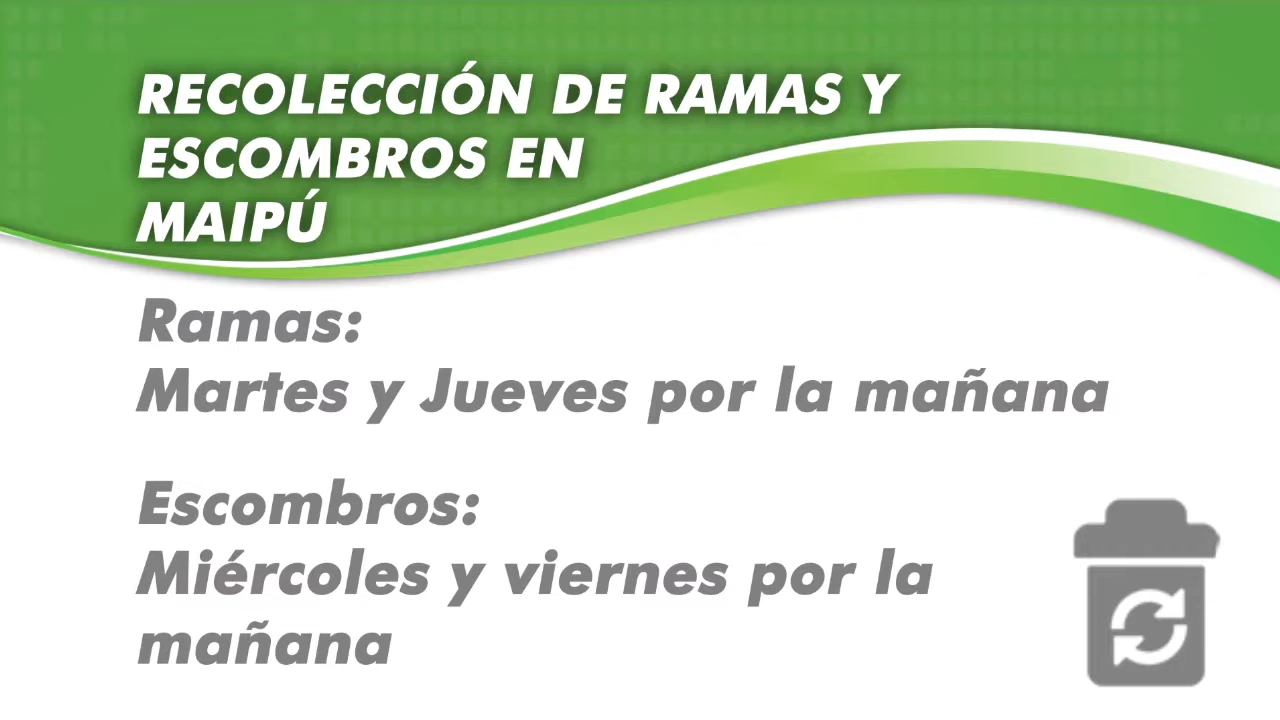 RECOLECCIÓN DE RAMAS Y
ESCOMBROS EN
MAIPÚ
Ramas:
Martes y Jueves por la mañana
Escombros:
Miércoles y viernes por la
mañana